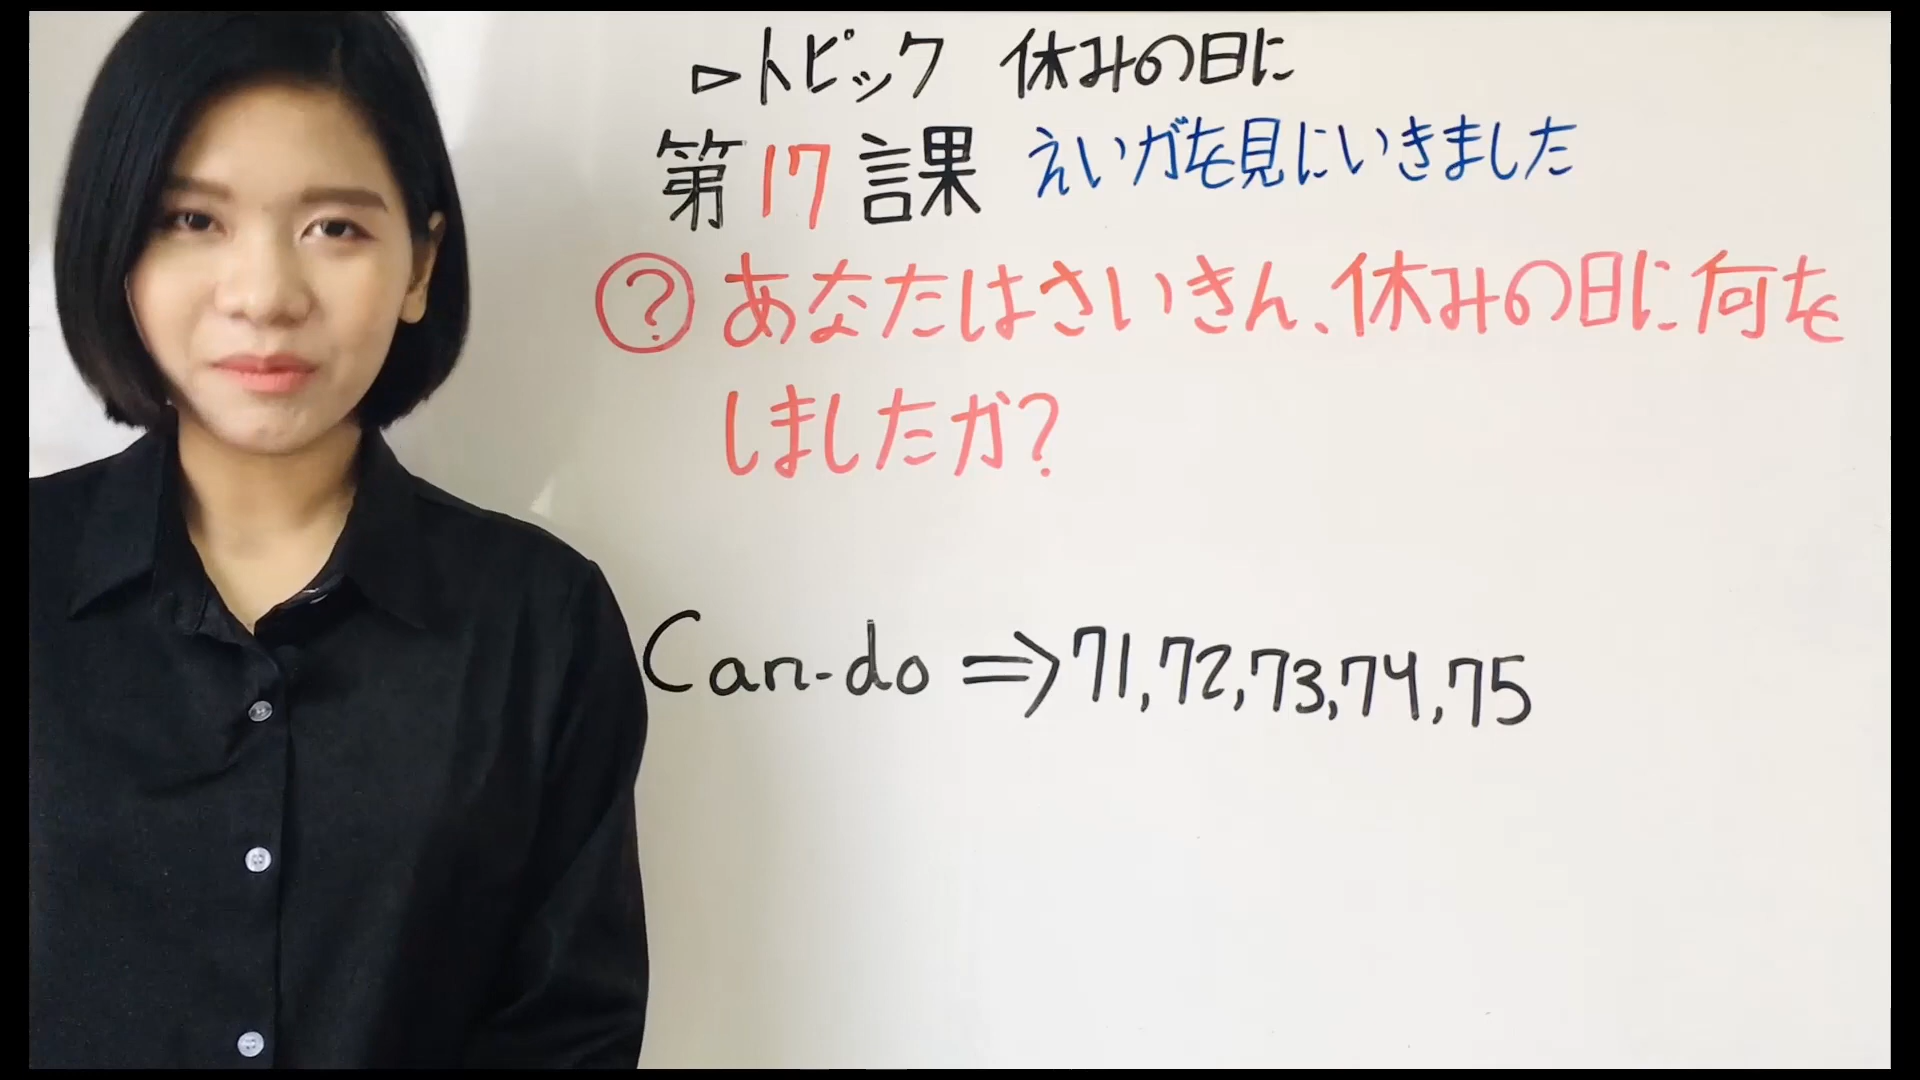 ▷トピック 休みの日に
第17課 えいがを見にいきました
? あなたはさいきん、休みの日に何を
しましたか?
Can-do ⇒ 71, 72, 73, 74, 75